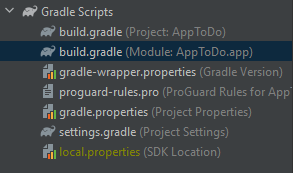 Gradle Scripts
build.gradle (Project: AppToDo)
build.gradle (Module: AppToDo.app)
gradle-wrapper.properties (Gradle Version)
proguard-rules.pro (ProGuard Rules for AppT
gradle.properties (Project Properties)
settings.gradle (Project Settings)
local.properties (SDK Location)